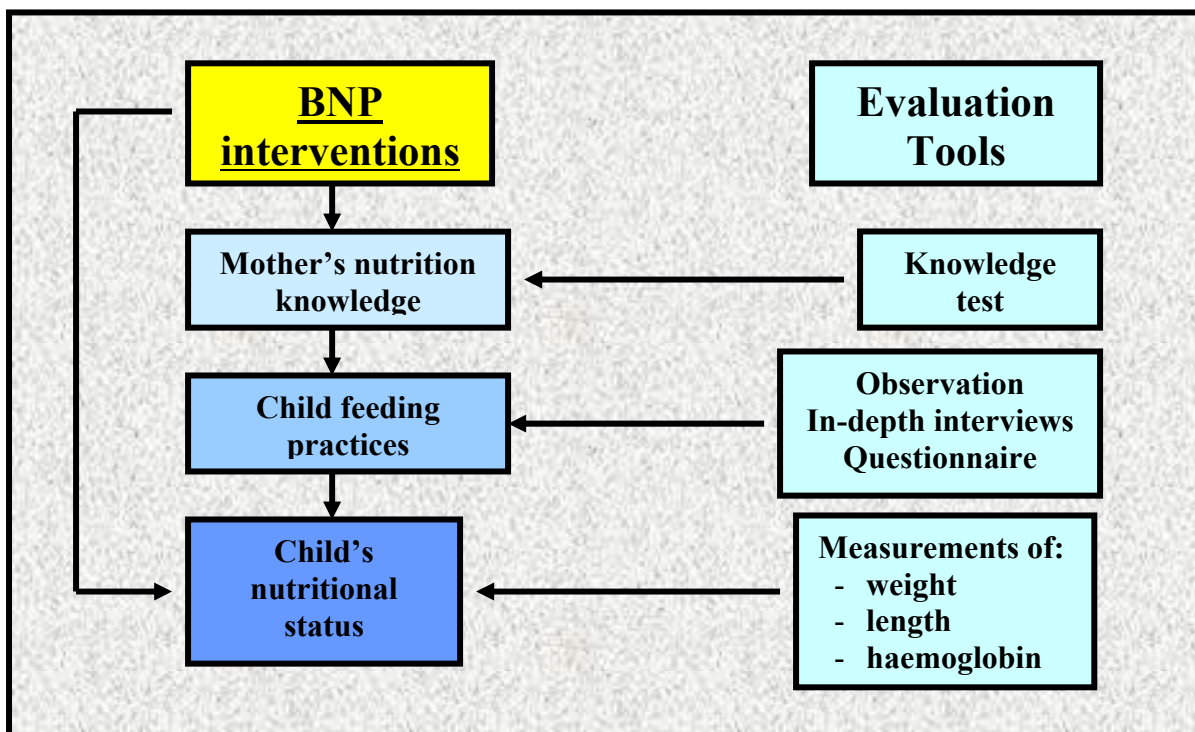 BNP
interventions
Evaluation
Tools
Mother’s nutrition
knowledge
Knowledge
test
Child feeding
practices
Observation
In-depth interviews
Questionnaire
Child’s
nutritional
status
Measurements of:
- weight
- length
- haemoglobin